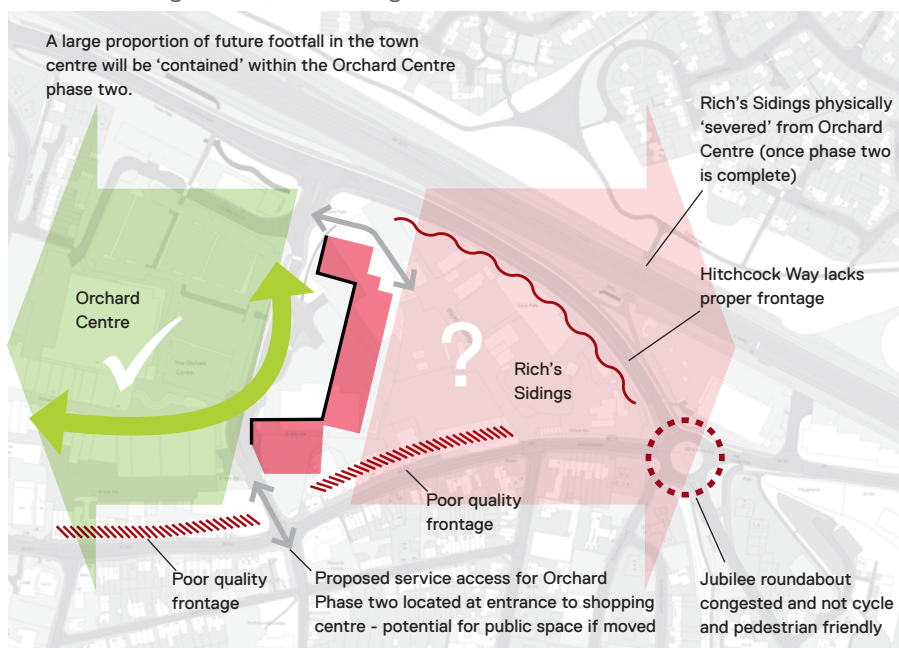 A large proportion of future footfall in the town
centre will be ‘contained’ within the Orchard Centre
phase two.
Rich’s Sidings physically
‘severed’ from Orchard
Centre (once phase two
is complete)
Hitchcock Way lacks
proper frontage
Orchard
Centre
?
Rich’s
Sidings
Poor quality
frontage
Poor quality
frontage
Proposed service access for Orchard
Phase two located at entrance to shopping
centre - potential for public space if moved
Jubilee roundabout
congested and not cycle
and pedestrian friendly